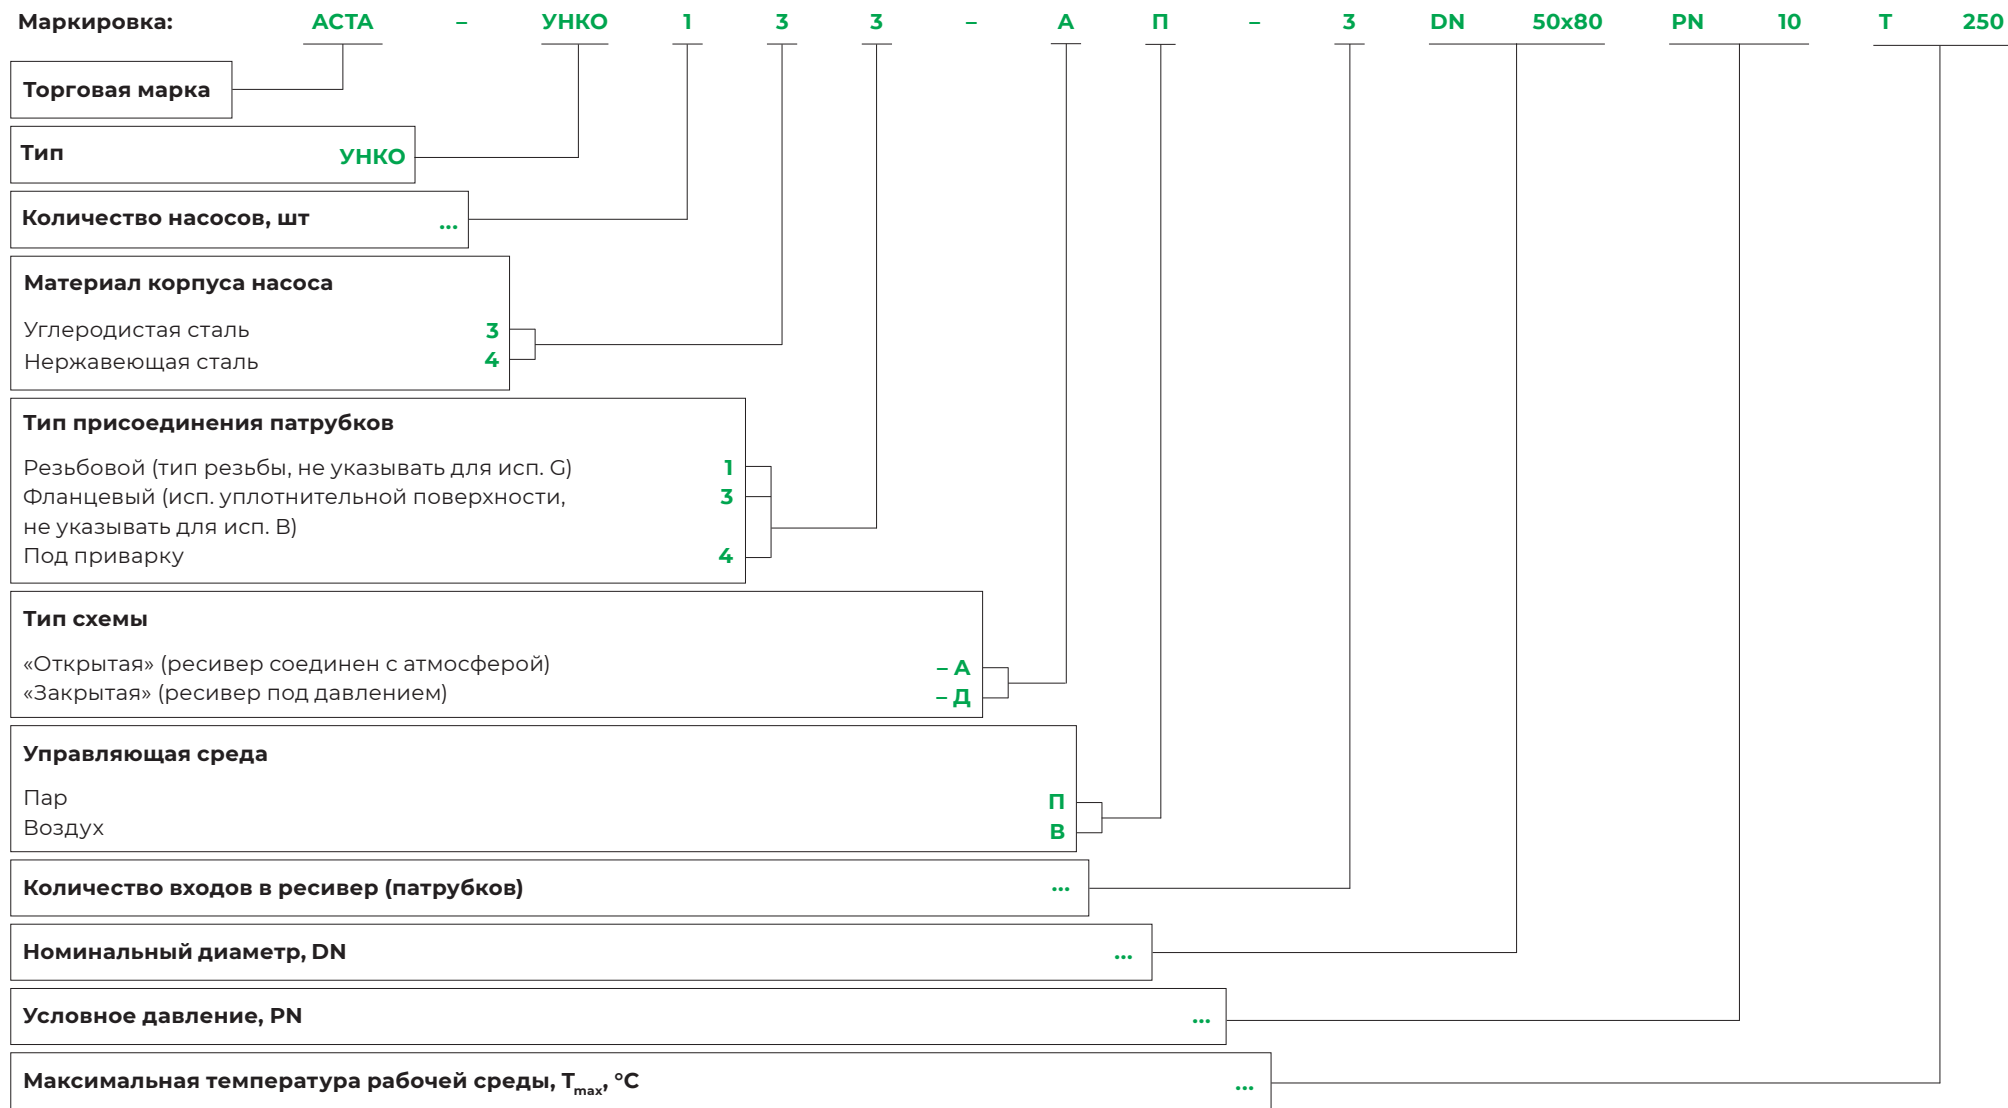 Маркировка: АСТА – УНКО 1 3 3 – А П – 3 DN 50x80 PN 10 T 250
Торговая марка
Тип УНКО
Количество насосов, шт ...
Материал корпуса насоса
Углеродистая сталь 3
Нержавеющая сталь 4
Тип присоединения патрубков
Резьбовой (тип резьбы, не указывать для исп. G) 1
Фланцевый (исп. уплотнительной поверхности, 3
не указывать для исп. B)
Под приварку 4
Тип схемы
«Открытая» (ресивер соединен с атмосферой) – А
«Закрытая» (ресивер под давлением) – Д
Управляющая среда
Пар П
Воздух В
Количество входов в ресивер (патрубков) ...
Номинальный диаметр, DN ...
Условное давление, PN ...
Максимальная температура рабочей среды, Tmax, °C ...